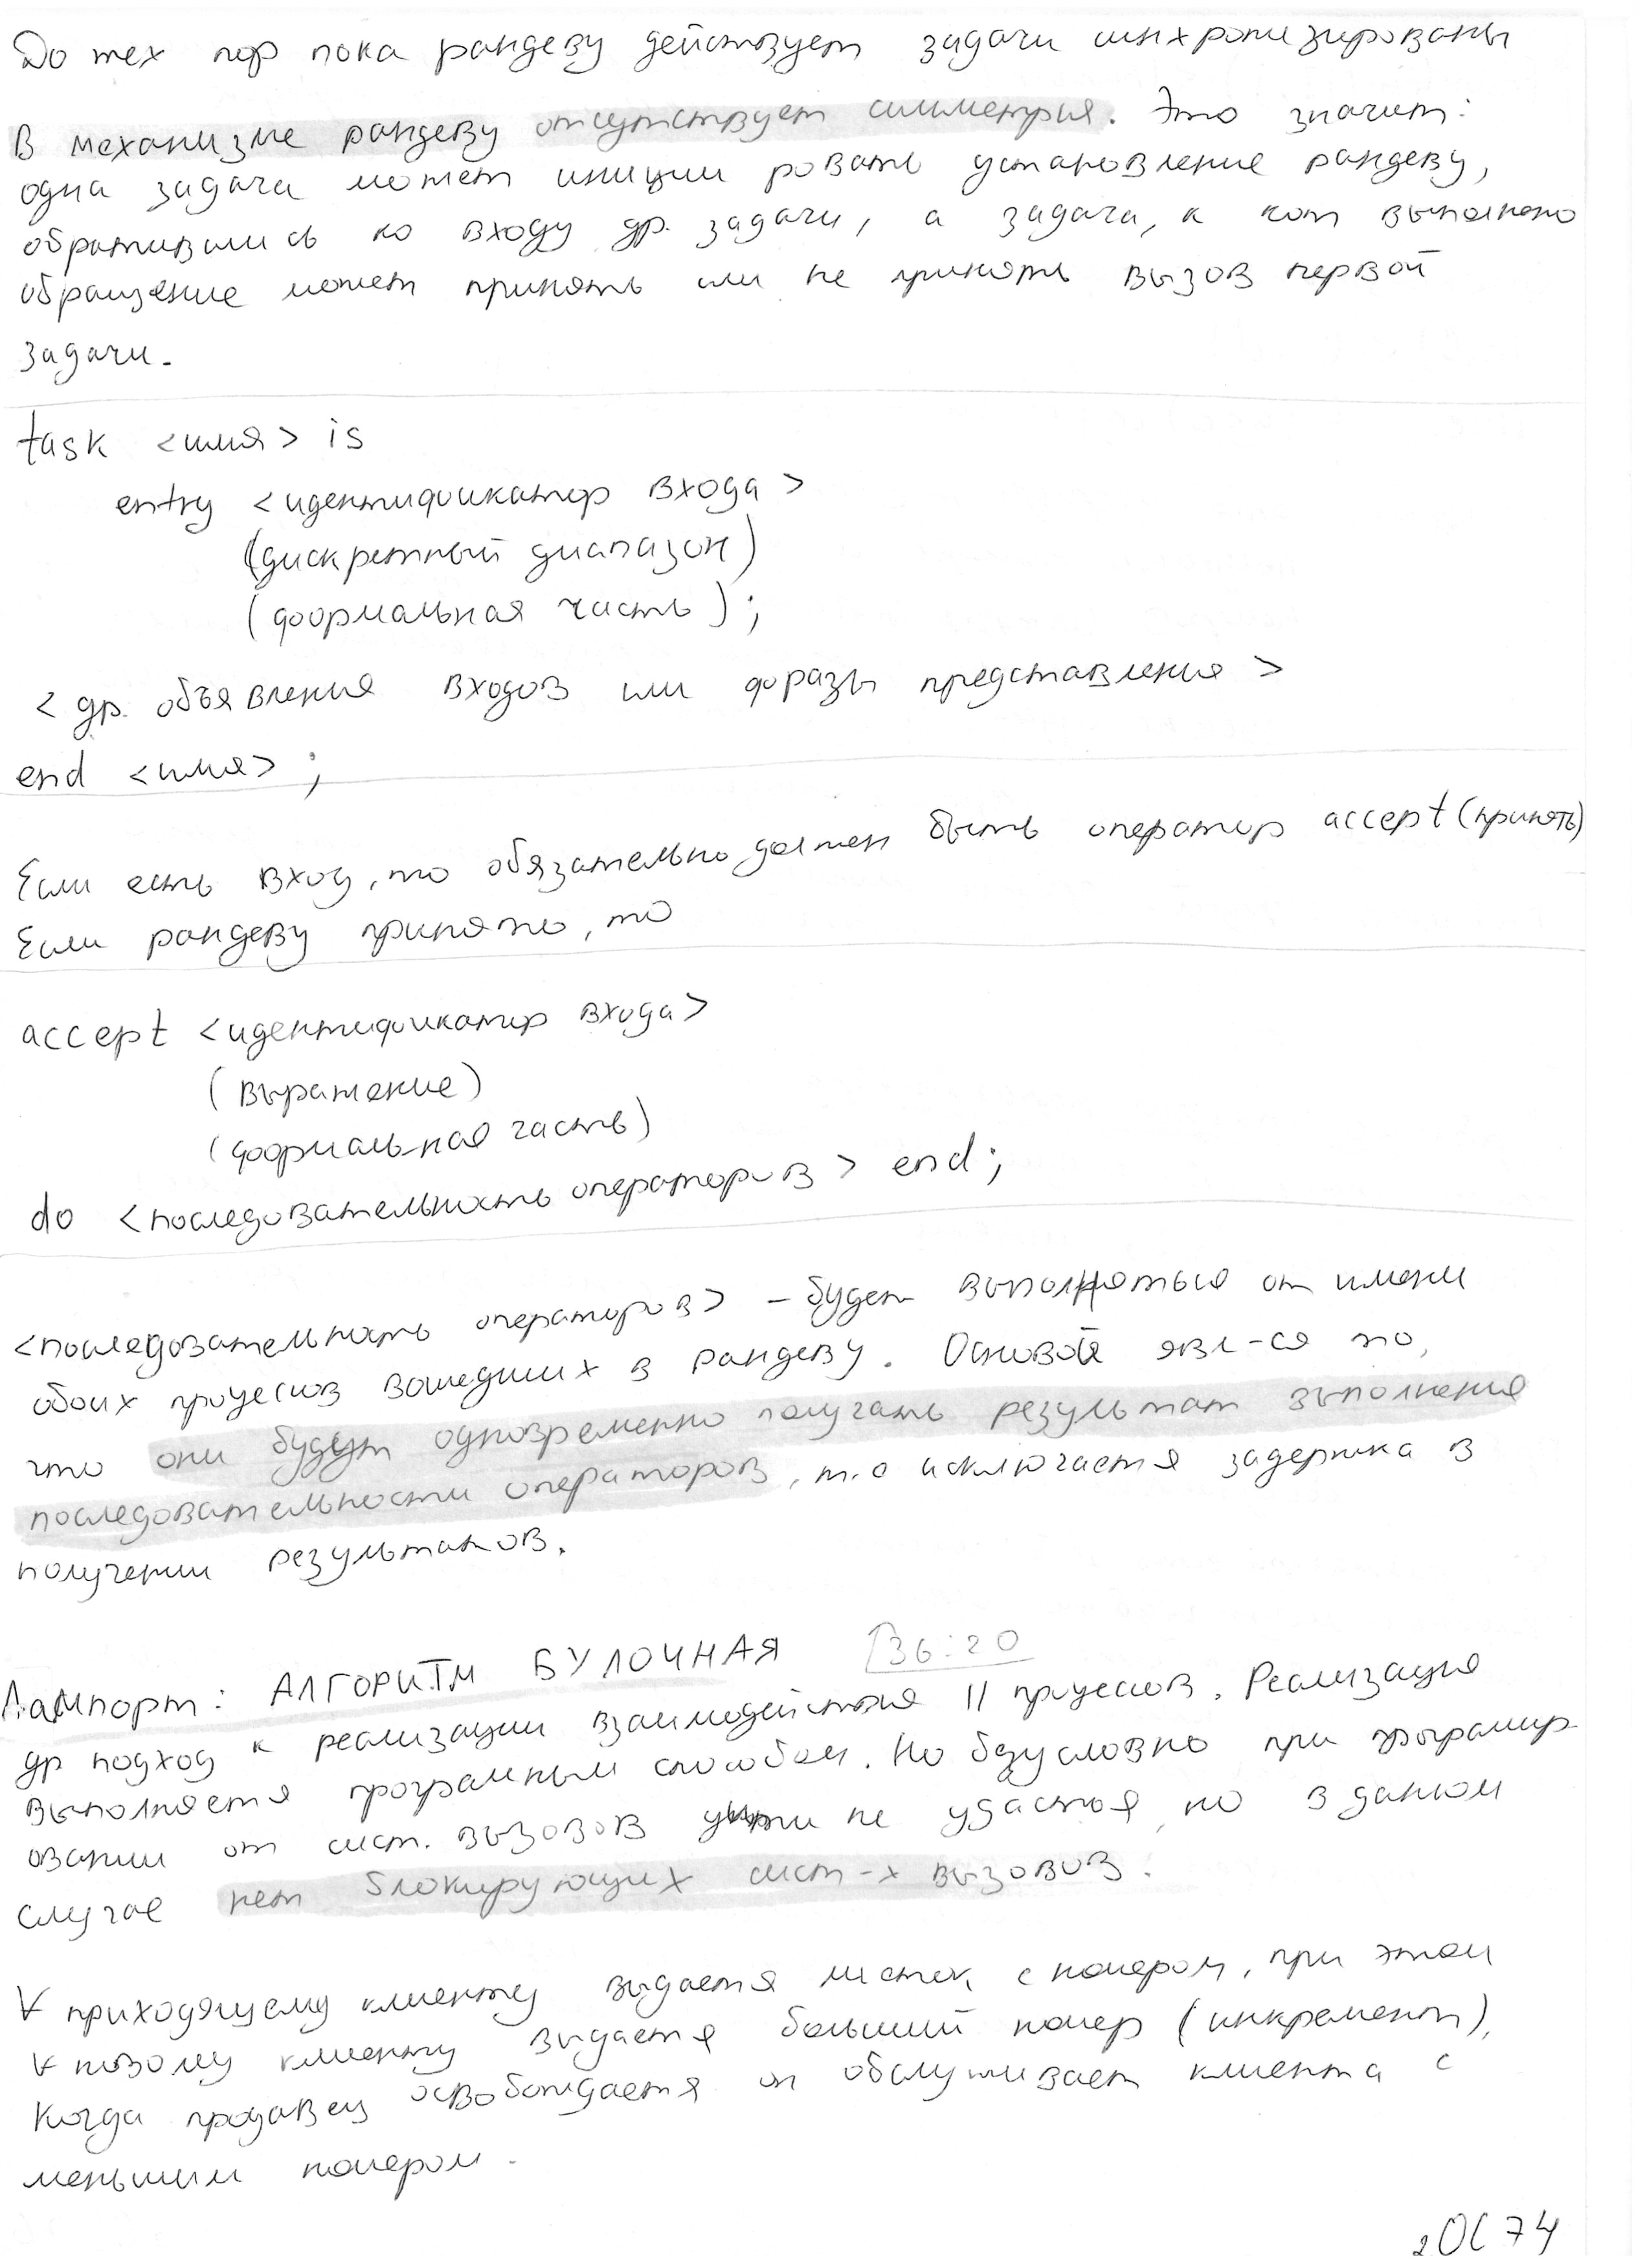 До тех пор пока рандеву действует задачи синхронизированы
В механизме рандеву отсутствует симметрия. Это значит:
одна задача может иниции ровать установление рандеву,
обратившись ко входу др. задачи, а задача, к кот выполнено
обращение может принять или не принять вызов первой
задачи.
task <имя> is
entry <идентификатор входа>
(дискретный диапазон)
(формальная часть);
<др. объявления входов или фразы представления>
end <имя>;
Если есть вход, то обязательно должен быть оператор accept (принять)
Если рандеву принято, то
accept <идентификатор входа>
(выражение)
(формальная часть)
do <последовательность операторов> end;
<последовательность операторов> - будет выполняться от имени
обоих процессов вошедших в рандеву. Основой явл-ся то,
что они будут одновременно получать результат выполнения
последовательности операторов, т.о исключается задержка в
получении результатов.
Лампорт: АЛГОРИТМ БУЛОЧНАЯ 36:20
др подход к реализации взаимодействия || процессов. Реализация
выполняется програмным способом. Но безусловно при програмир
овании от сист. вызовов уйти не удастся, но в данном
случае нет блокирующих сист-х вызовов.
∀ приходящему клиенту выдается листок с номером, при этом
∀ новому клиенту выдается больший номер (инкремент),
Когда продавец освобождается он обслуживает клиента с
меньшим номером.
2OC74